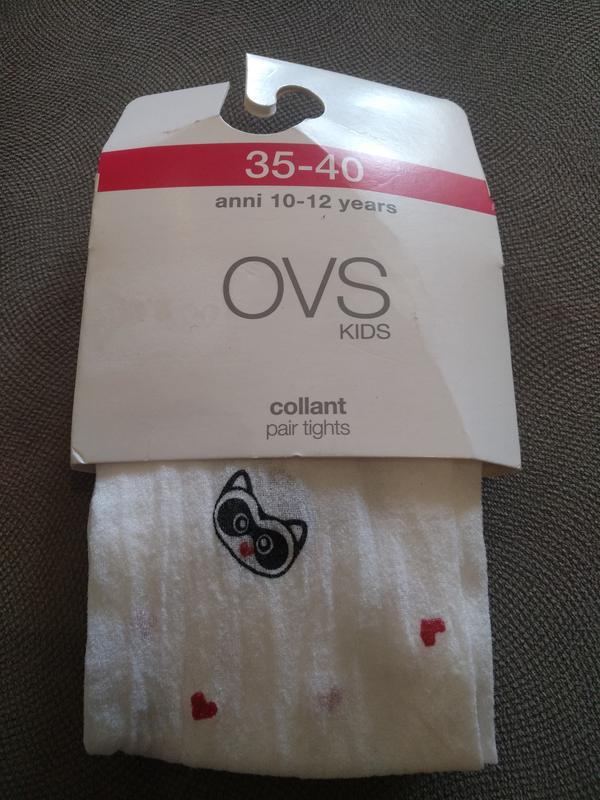 35-40
anni 10-12 years
OVS
KIDS
collant
pair tights